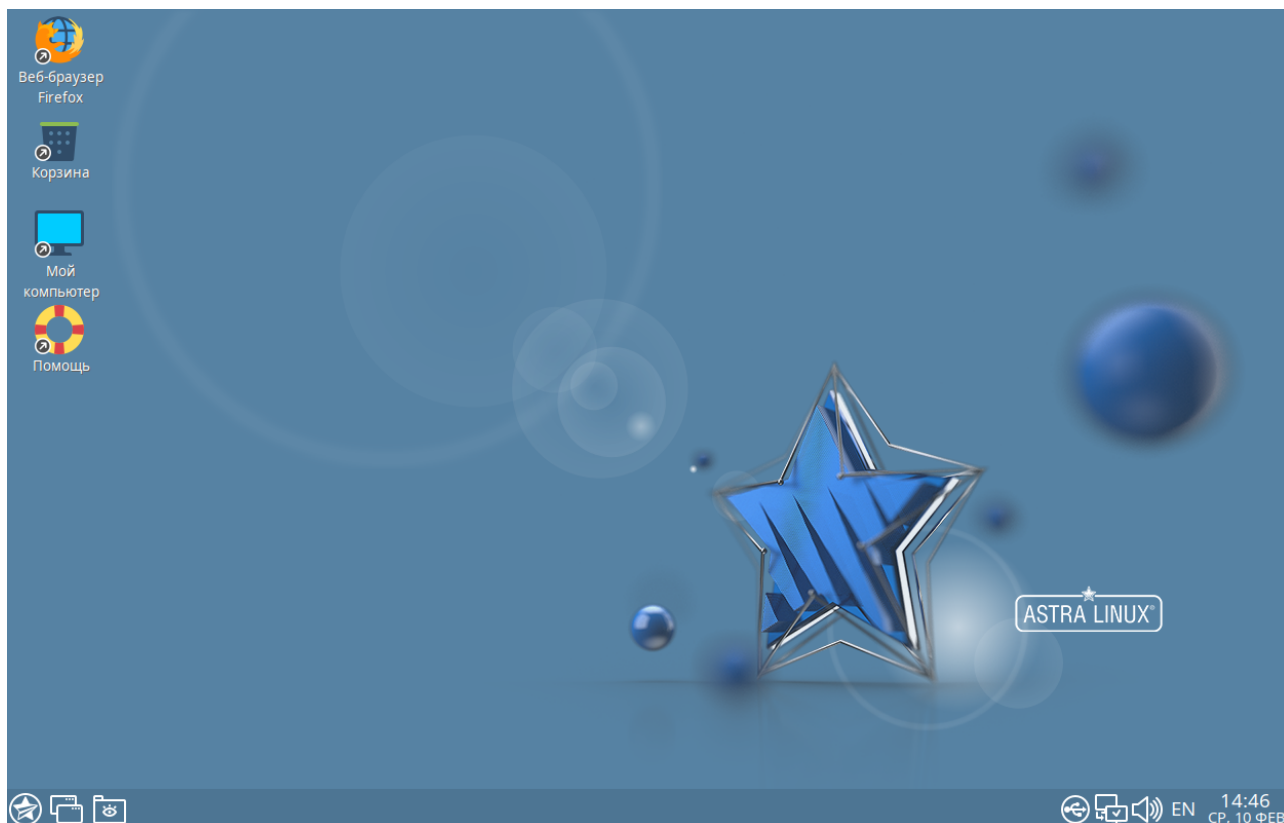 Веб-браузер
Firefox
Корзина
Мой
компьютер
Помощь
ASTRA LINUX®
EN
14:46
СР, 10 ФЕВ